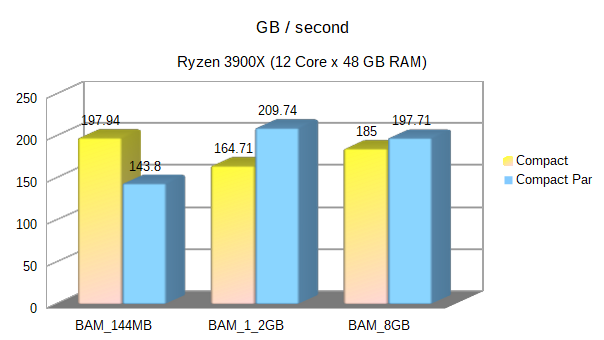 GB / second
Ryzen 3900X (12 Core x 48 GB RAM)
250
200
150
100
50
0
197.94
143.8
164.71
209.74
185
197.71
BAM_144MB
BAM_1_2GB
BAM_8GB
Compact
Compact Par